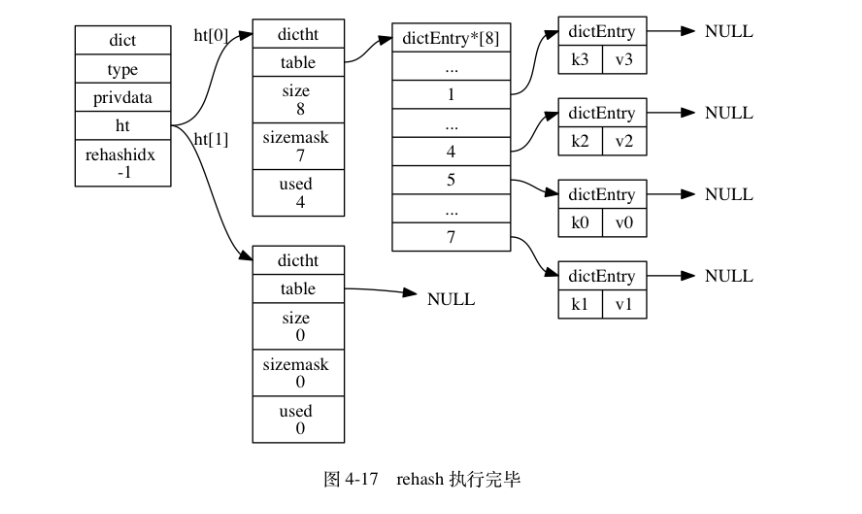 dict
type
privdata
ht
rehashidx
-1
ht[0]
ht[1]
dictht
table
size
8
sizemask
7
used
4
dictht
table
size
0
sizemask
0
used
0
NULL
dictEntry*[8]
...
1
...
4
5
...
7
dictEntry
k3 v3
NULL
dictEntry
k2 v2
NULL
dictEntry
k0 v0
NULL
dictEntry
k1 v1
NULL
图 4-17 rehash 执行完毕